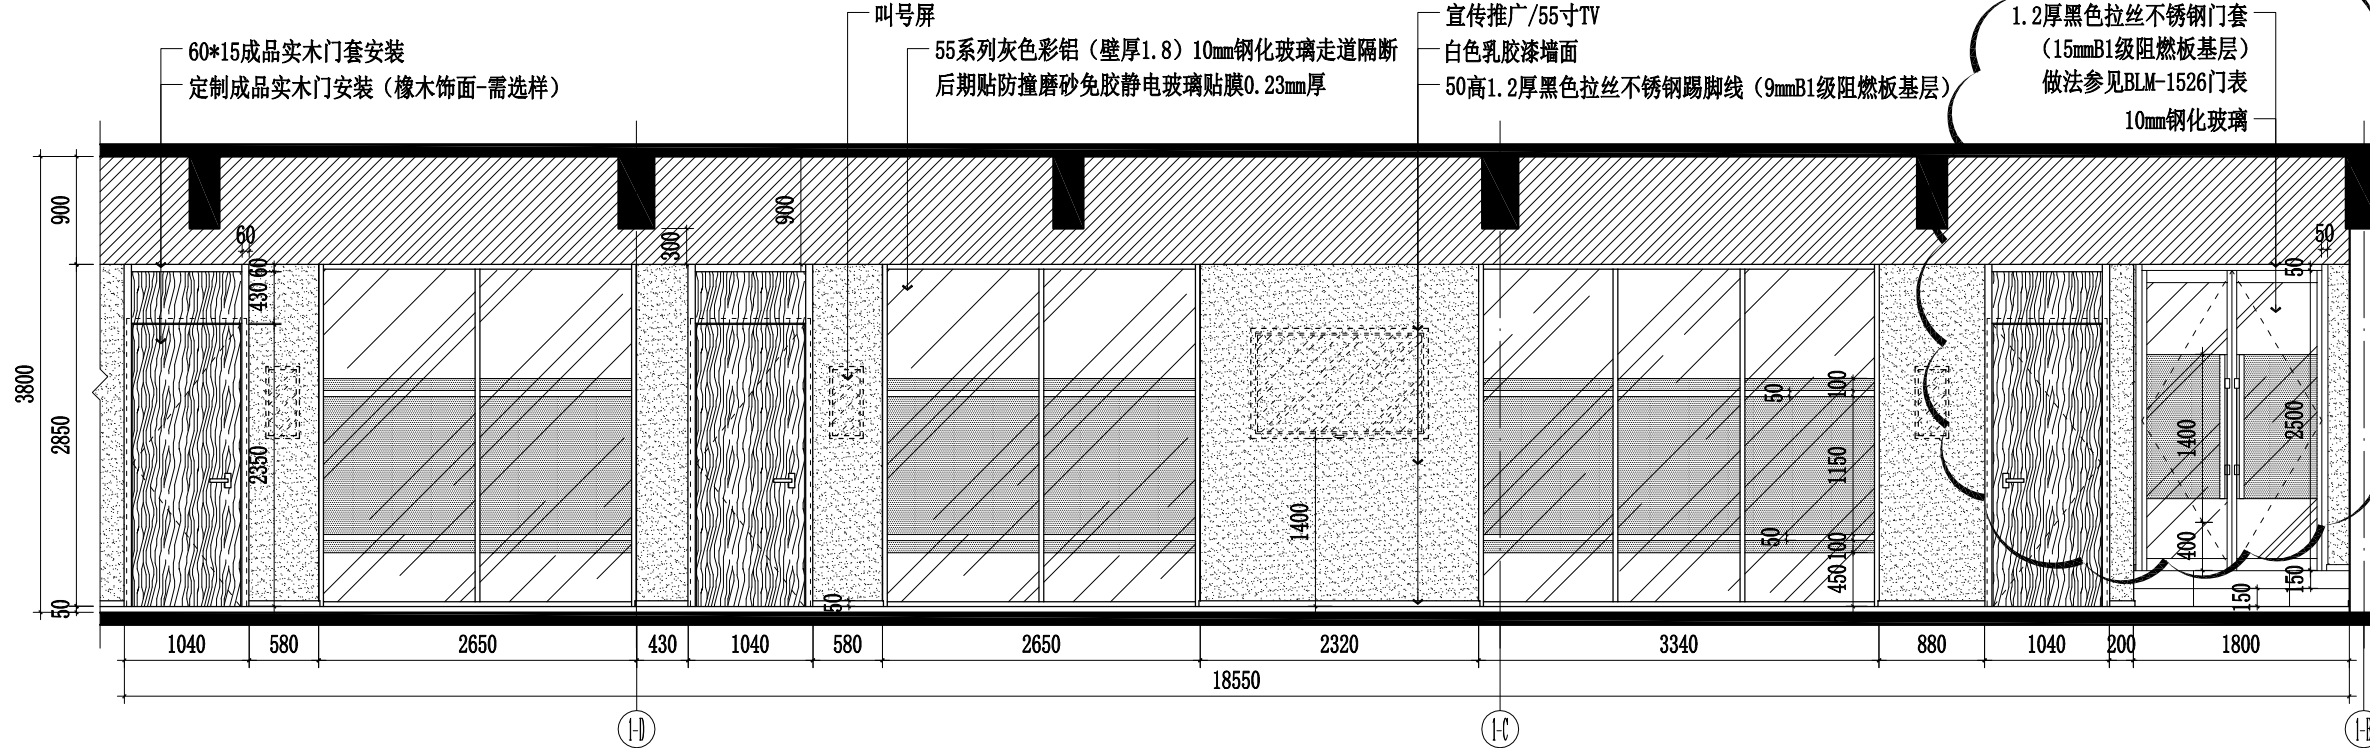 叫号屏
宣传推广/55寸TV
1.2厚黑色拉丝不锈钢门套
60*15成品实木门套安装
55系列灰色彩铝（壁厚1.8）10mm钢化玻璃走道隔断
白色乳胶漆墙面
（15mmB1级阻燃板基层）
定制成品实木门安装（橡木饰面-需选样）
后期贴防撞磨砂免胶静电玻璃贴膜0.23mm厚
50高1.2厚黑色拉丝不锈钢踢脚线（9mmB1级阻燃板基层）
做法参见BLM-1526门表
10mm钢化玻璃
900
60
300
900
50
60
430
50
3800
2850
2350
50
100
1400
2500
1150
1400
50
100
450
400
150
150
50
50
1040
580
2650
430
1040
580
2650
2320
3340
880
1040
200
1800
18550
1-D
1-C